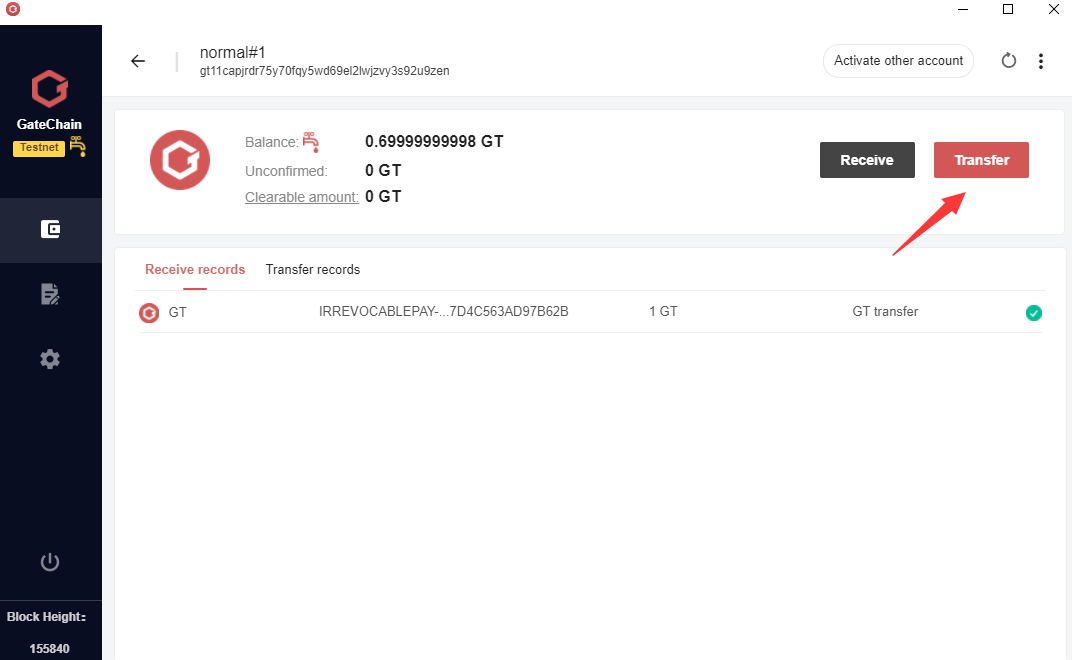 normal#1
gt11capjrdr75y70fqy5wd69el2lwjzvy3s92u9zen
Activate other account
GateChain
Testnet
Balance: 0.69999999998 GT
Unconfirmed: 0 GT
Clearable amount: 0 GT
Receive Transfer
Receive records Transfer records
GT IRREVOCABLEPAY-...7D4C563AD97B62B 1 GT GT transfer
Block Height:
155840